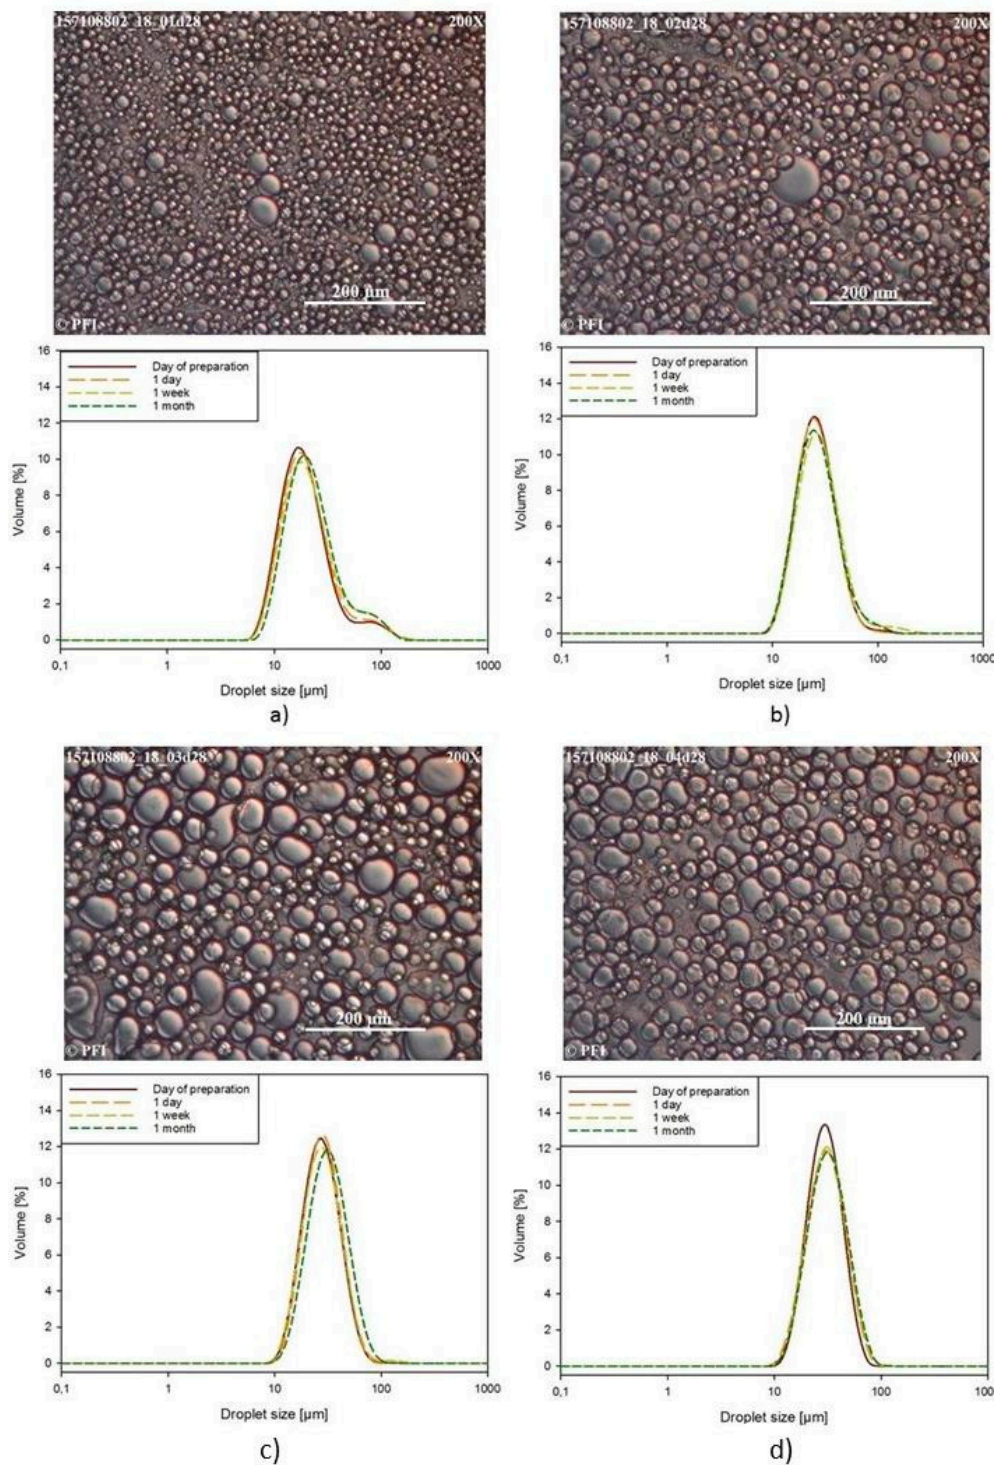 157108802_18_01d28 200X
200 µm
© PFI
157108802_18_02d28 200X
200 µm
© PFI
16
14
12
10
8
6
4
2
0
Volume [%]
Day of preparation
1 day
1 week
1 month
0,1 1 10 100 1000
Droplet size [µm]
a)
16
14
12
10
8
6
4
2
0
Volume [%]
Day of preparation
1 day
1 week
1 month
0,1 1 10 100 1000
Droplet size [µm]
b)
157108802_18_03d28 200X
200 µm
© PFI
157108802_18_04d28 200X
200 µm
© PFI
16
14
12
10
8
6
4
2
0
Volume [%]
Day of preparation
1 day
1 week
1 month
0,1 1 10 100 1000
Droplet size [µm]
c)
16
14
12
10
8
6
4
2
0
Volume [%]
Day of preparation
1 day
1 week
1 month
0,1 1 10 100 1000
Droplet size [µm]
d)